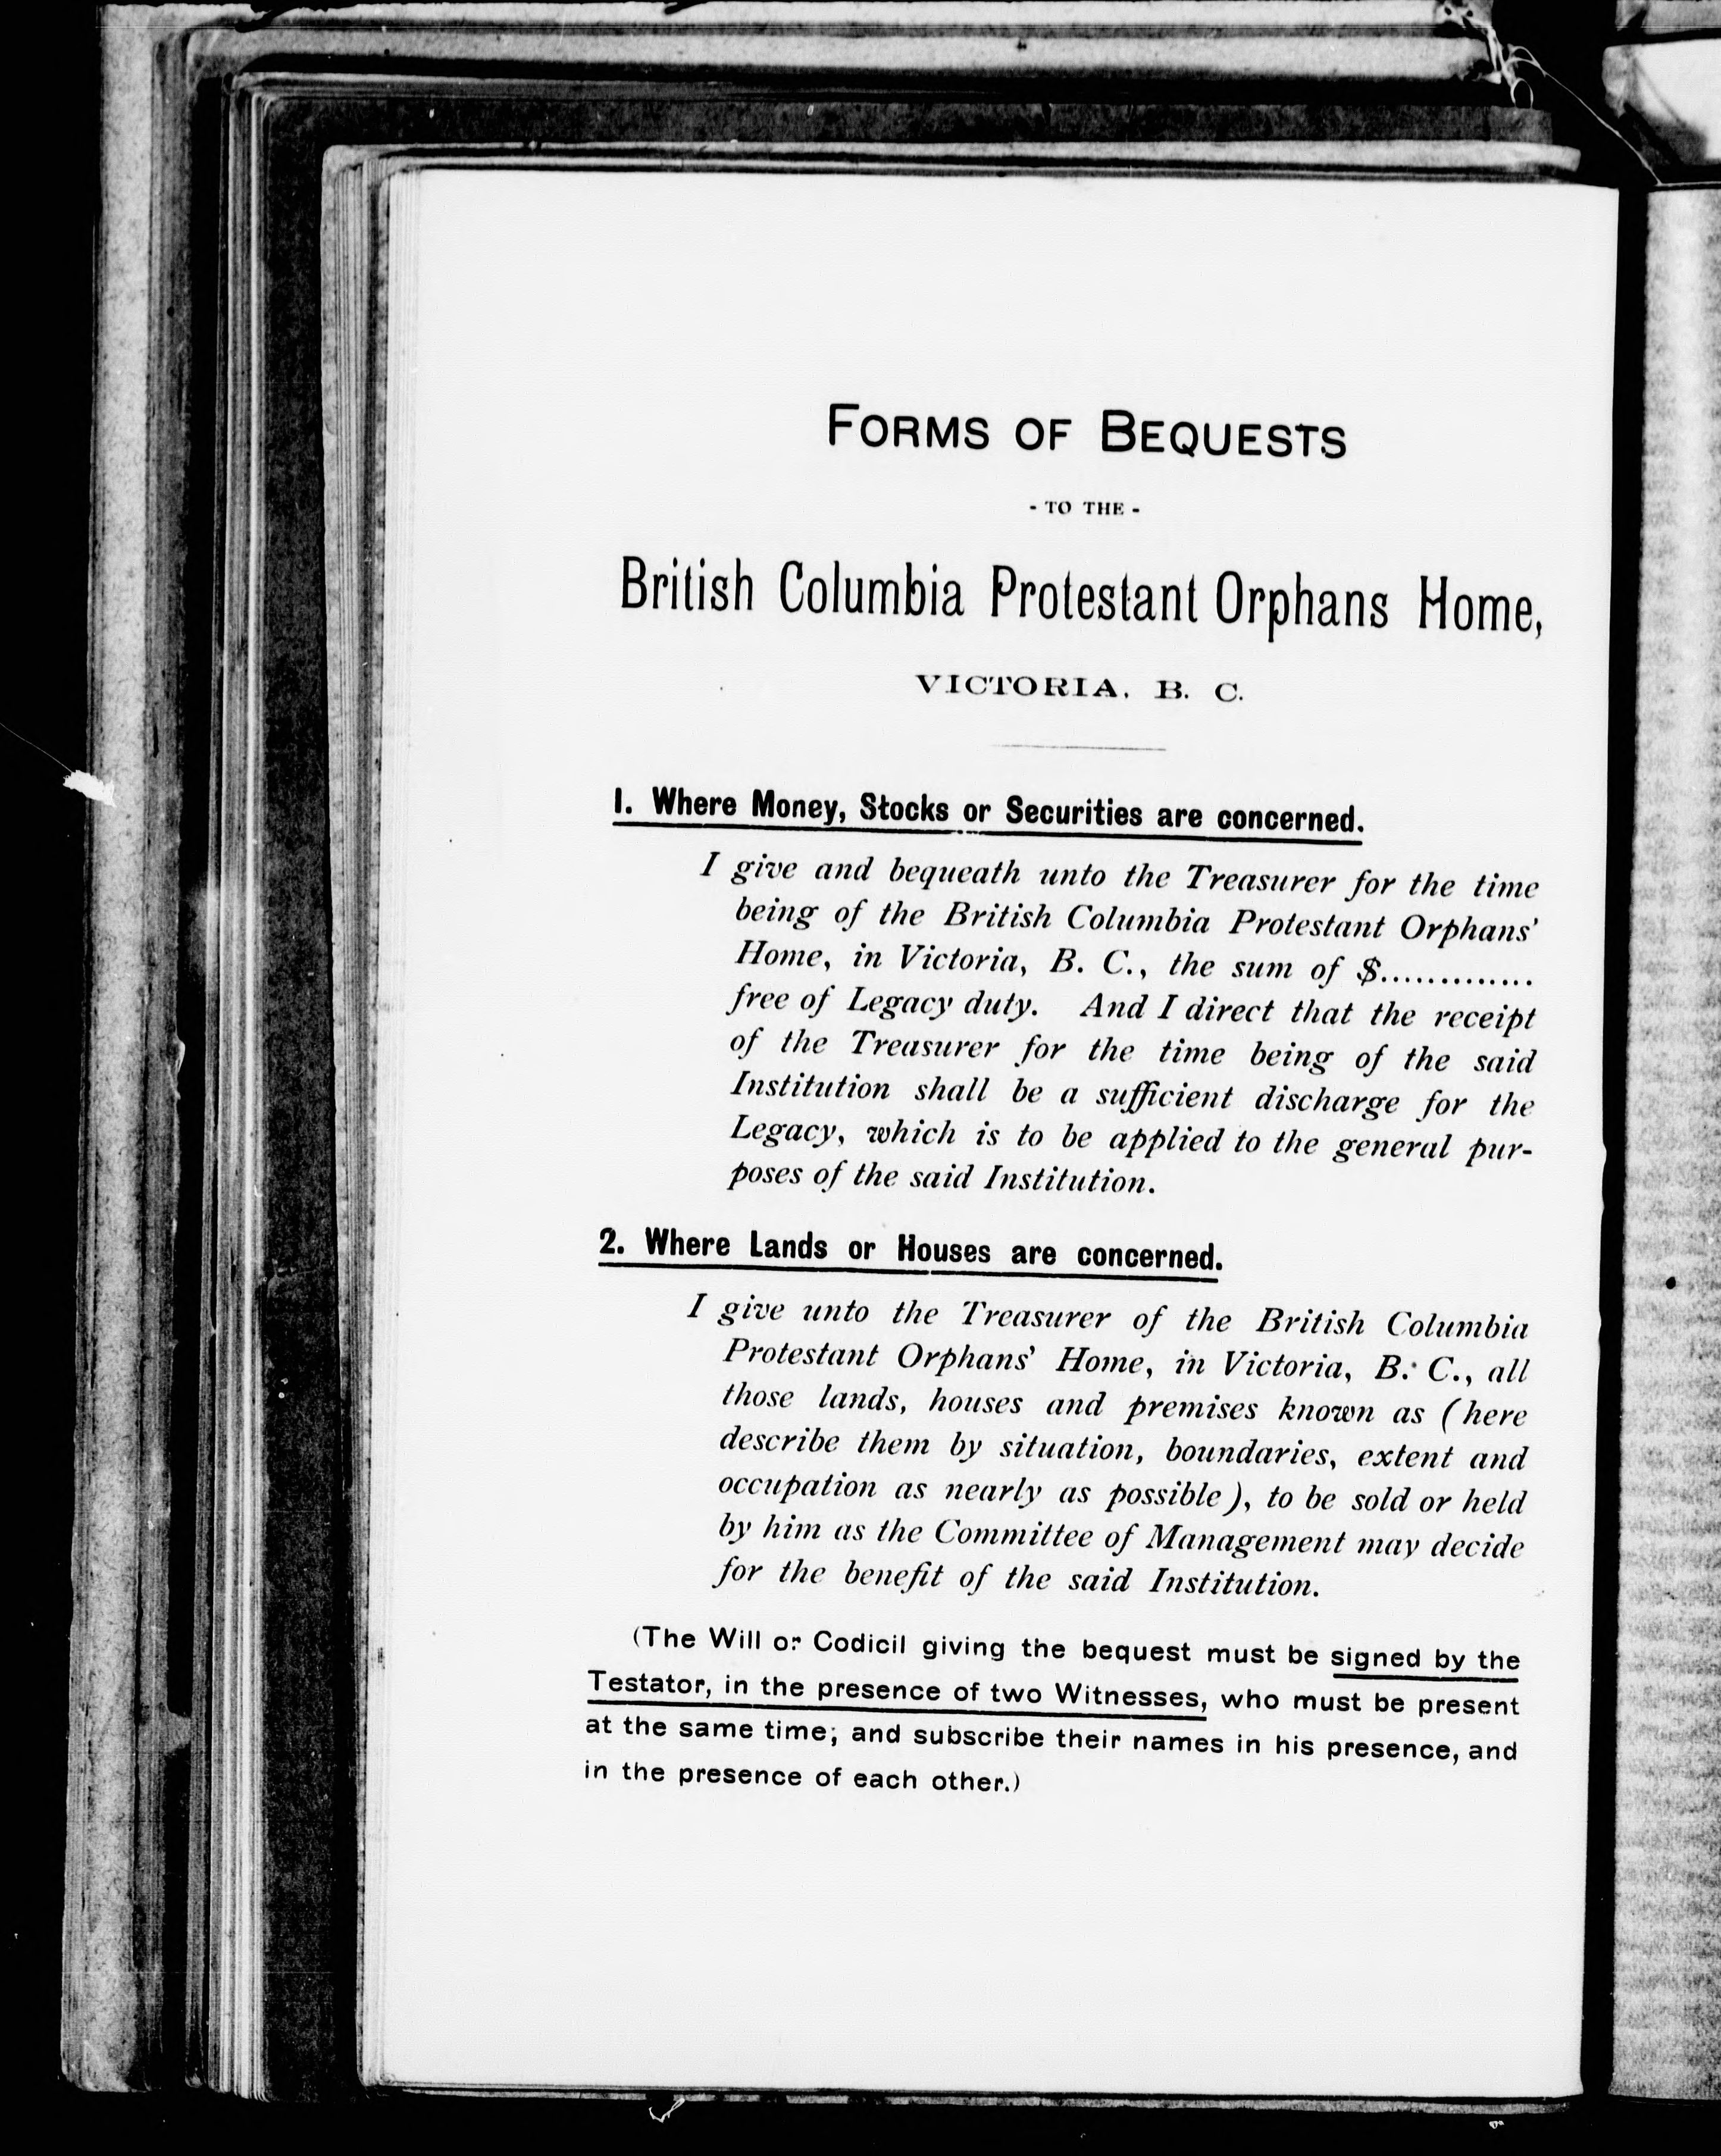 FORMS OF BEQUESTS
- TO THE -
British Columbia Protestant Orphans Home,
VICTORIA, B. C.
1. Where Money, Stocks or Securities are concerned.
I give and bequeath unto the Treasurer for the time
being of the British Columbia Protestant Orphans'
Home, in Victoria, B. C., the sum of $.............
free of Legacy duty. And I direct that the receipt
of the Treasurer for the time being of the said
Institution shall be a sufficient discharge for the
Legacy, which is to be applied to the general pur-
poses of the said Institution.
2. Where Lands or Houses are concerned.
I give unto the Treasurer of the British Columbia
Protestant Orphans' Home, in Victoria, B. C., all
those lands, houses and premises known as (here
describe them by situation, boundaries, extent and
occupation as nearly as possible), to be sold or held
by him as the Committee of Management may decide
for the benefit of the said Institution.
(The Will or Codicil giving the bequest must be signed by the
Testator, in the presence of two Witnesses, who must be present
at the same time; and subscribe their names in his presence, and
in the presence of each other.)